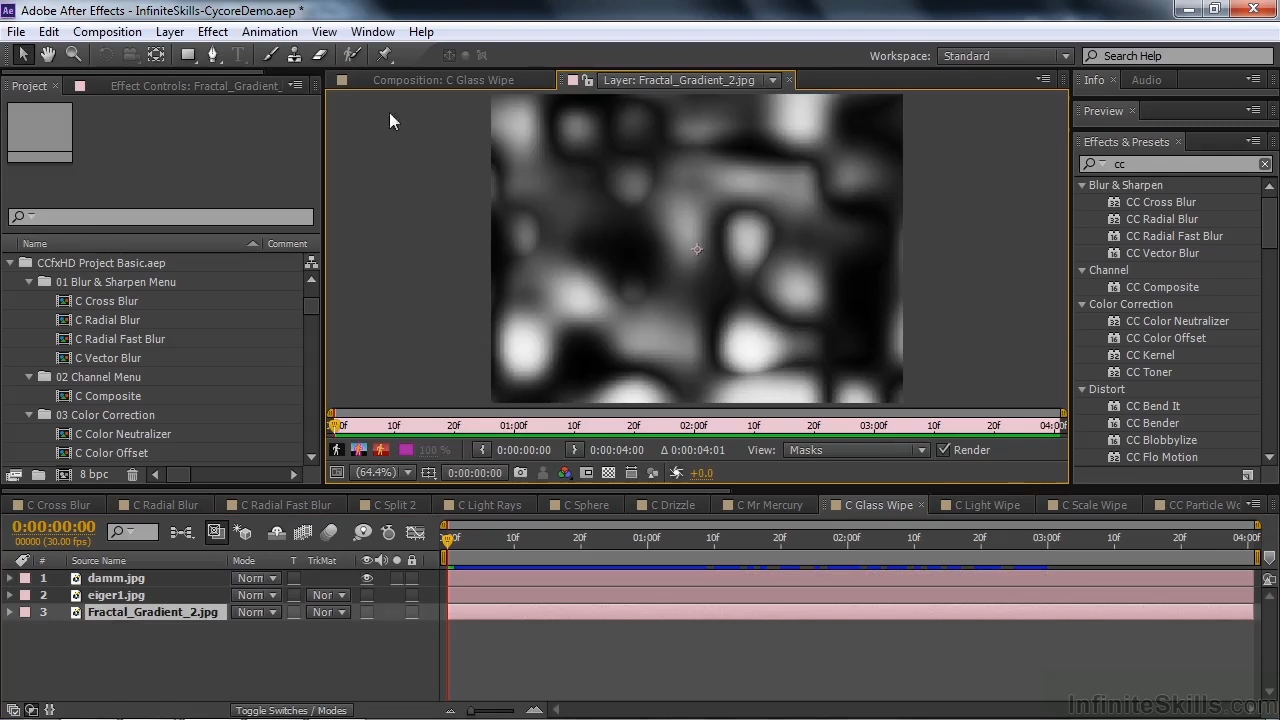 Adobe After Effects - InfiniteSkills-CycoreDemo.aep *
File Edit Composition Layer Effect Animation View Window Help
Workspace: Standard Search Help
Project Effect Controls: Fractal_Gradient_
Composition: C Glass Wipe Layer: Fractal_Gradient_2.jpg
Info Audio
Preview
Effects & Presets
cc
Name Comment
CCfxHD Project Basic.aep
01 Blur & Sharpen Menu
C Cross Blur
C Radial Blur
C Radial Fast Blur
C Vector Blur
02 Channel Menu
C Composite
03 Color Correction
C Color Neutralizer
C Color Offset
8 bpc
Blur & Sharpen
CC Cross Blur
CC Radial Blur
CC Radial Fast Blur
CC Vector Blur
Channel
CC Composite
Color Correction
CC Color Neutralizer
CC Color Offset
CC Kernel
CC Toner
Distort
CC Bend It
CC Bender
CC Blobbylize
CC Flo Motion
0f 10f 20f 01:00f 10f 20f 02:00f 10f 20f 03:00f 10f 20f 04:0f
100 % 0:00:00:00 0:00:04:00 Δ 0:00:04:01 View: Masks Render
(64.4%) 0:00:00:00 +0.0
C Cross Blur C Radial Blur C Radial Fast Blur C Split 2 C Light Rays C Sphere C Drizzle C Mr Mercury C Glass Wipe C Light Wipe C Scale Wipe CC Particle Wo
0:00:00:00
00000 (30.00 fps)
:00f 10f 20f 01:00f 10f 20f 02:00f 10f 20f 03:00f 10f 20f 04:00f
# Source Name Mode T TrkMat
1 damm.jpg Norn
2 eiger1.jpg Norn Nor
3 Fractal_Gradient_2.jpg Norn Nor
Toggle Switches / Modes
InfiniteSkills.com